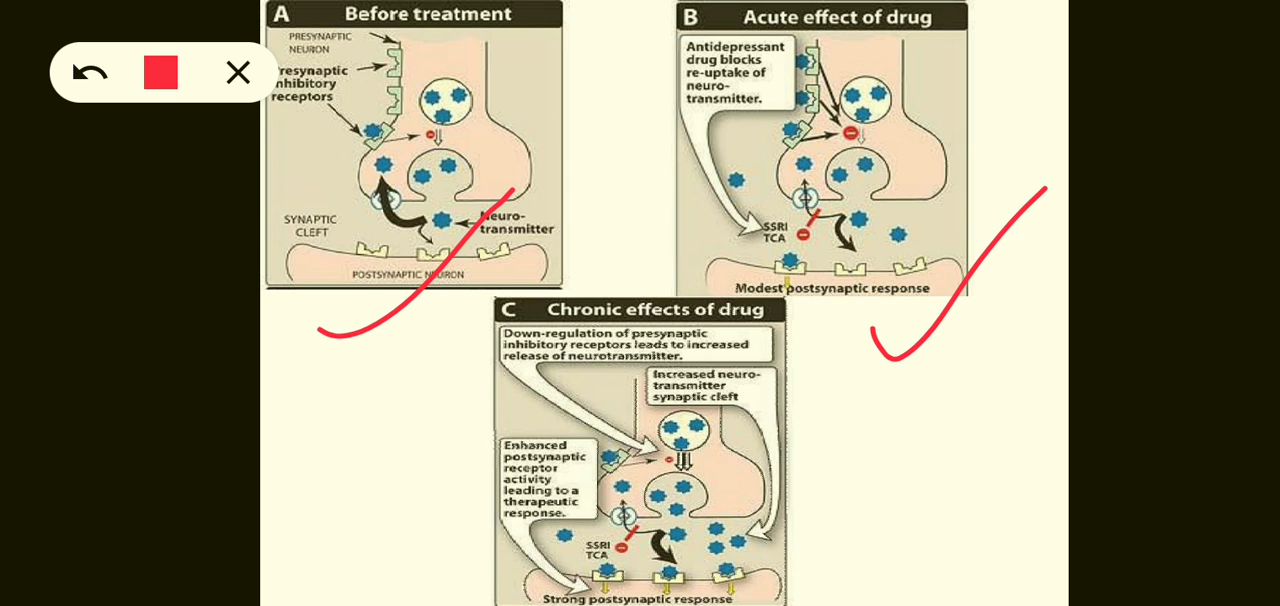 A Before treatment
PRESYNAPTIC
NEURON
resynaptic
inhibitory
receptors
SYNAPTIC
CLEFT
Neuro-
transmitter
POSTSYNAPTIC NEURON
B Acute effect of drug
Antidepressant
drug blocks
re-uptake of
neuro-
transmitter.
SSRI
TCA
Modest postsynaptic response
C Chronic effects of drug
Down-regulation of presynaptic
inhibitory receptors leads to increased
release of neurotransmitter.
Increased neuro-
transmitter
synaptic cleft
Enhanced
postsynaptic
receptor
activity
leading to a
therapeutic
response.
SSRI
TCA
Strong postsynaptic response